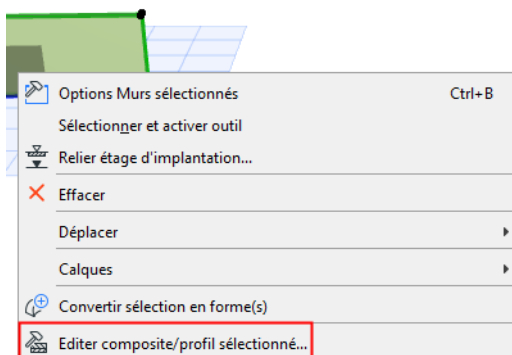 Options Murs sélectionnés Ctrl+B
Sélectionner et activer outil
Relier étage d'implantation...
Effacer
Déplacer
Calques
Convertir sélection en forme(s)
Editer composite/profil sélectionné...